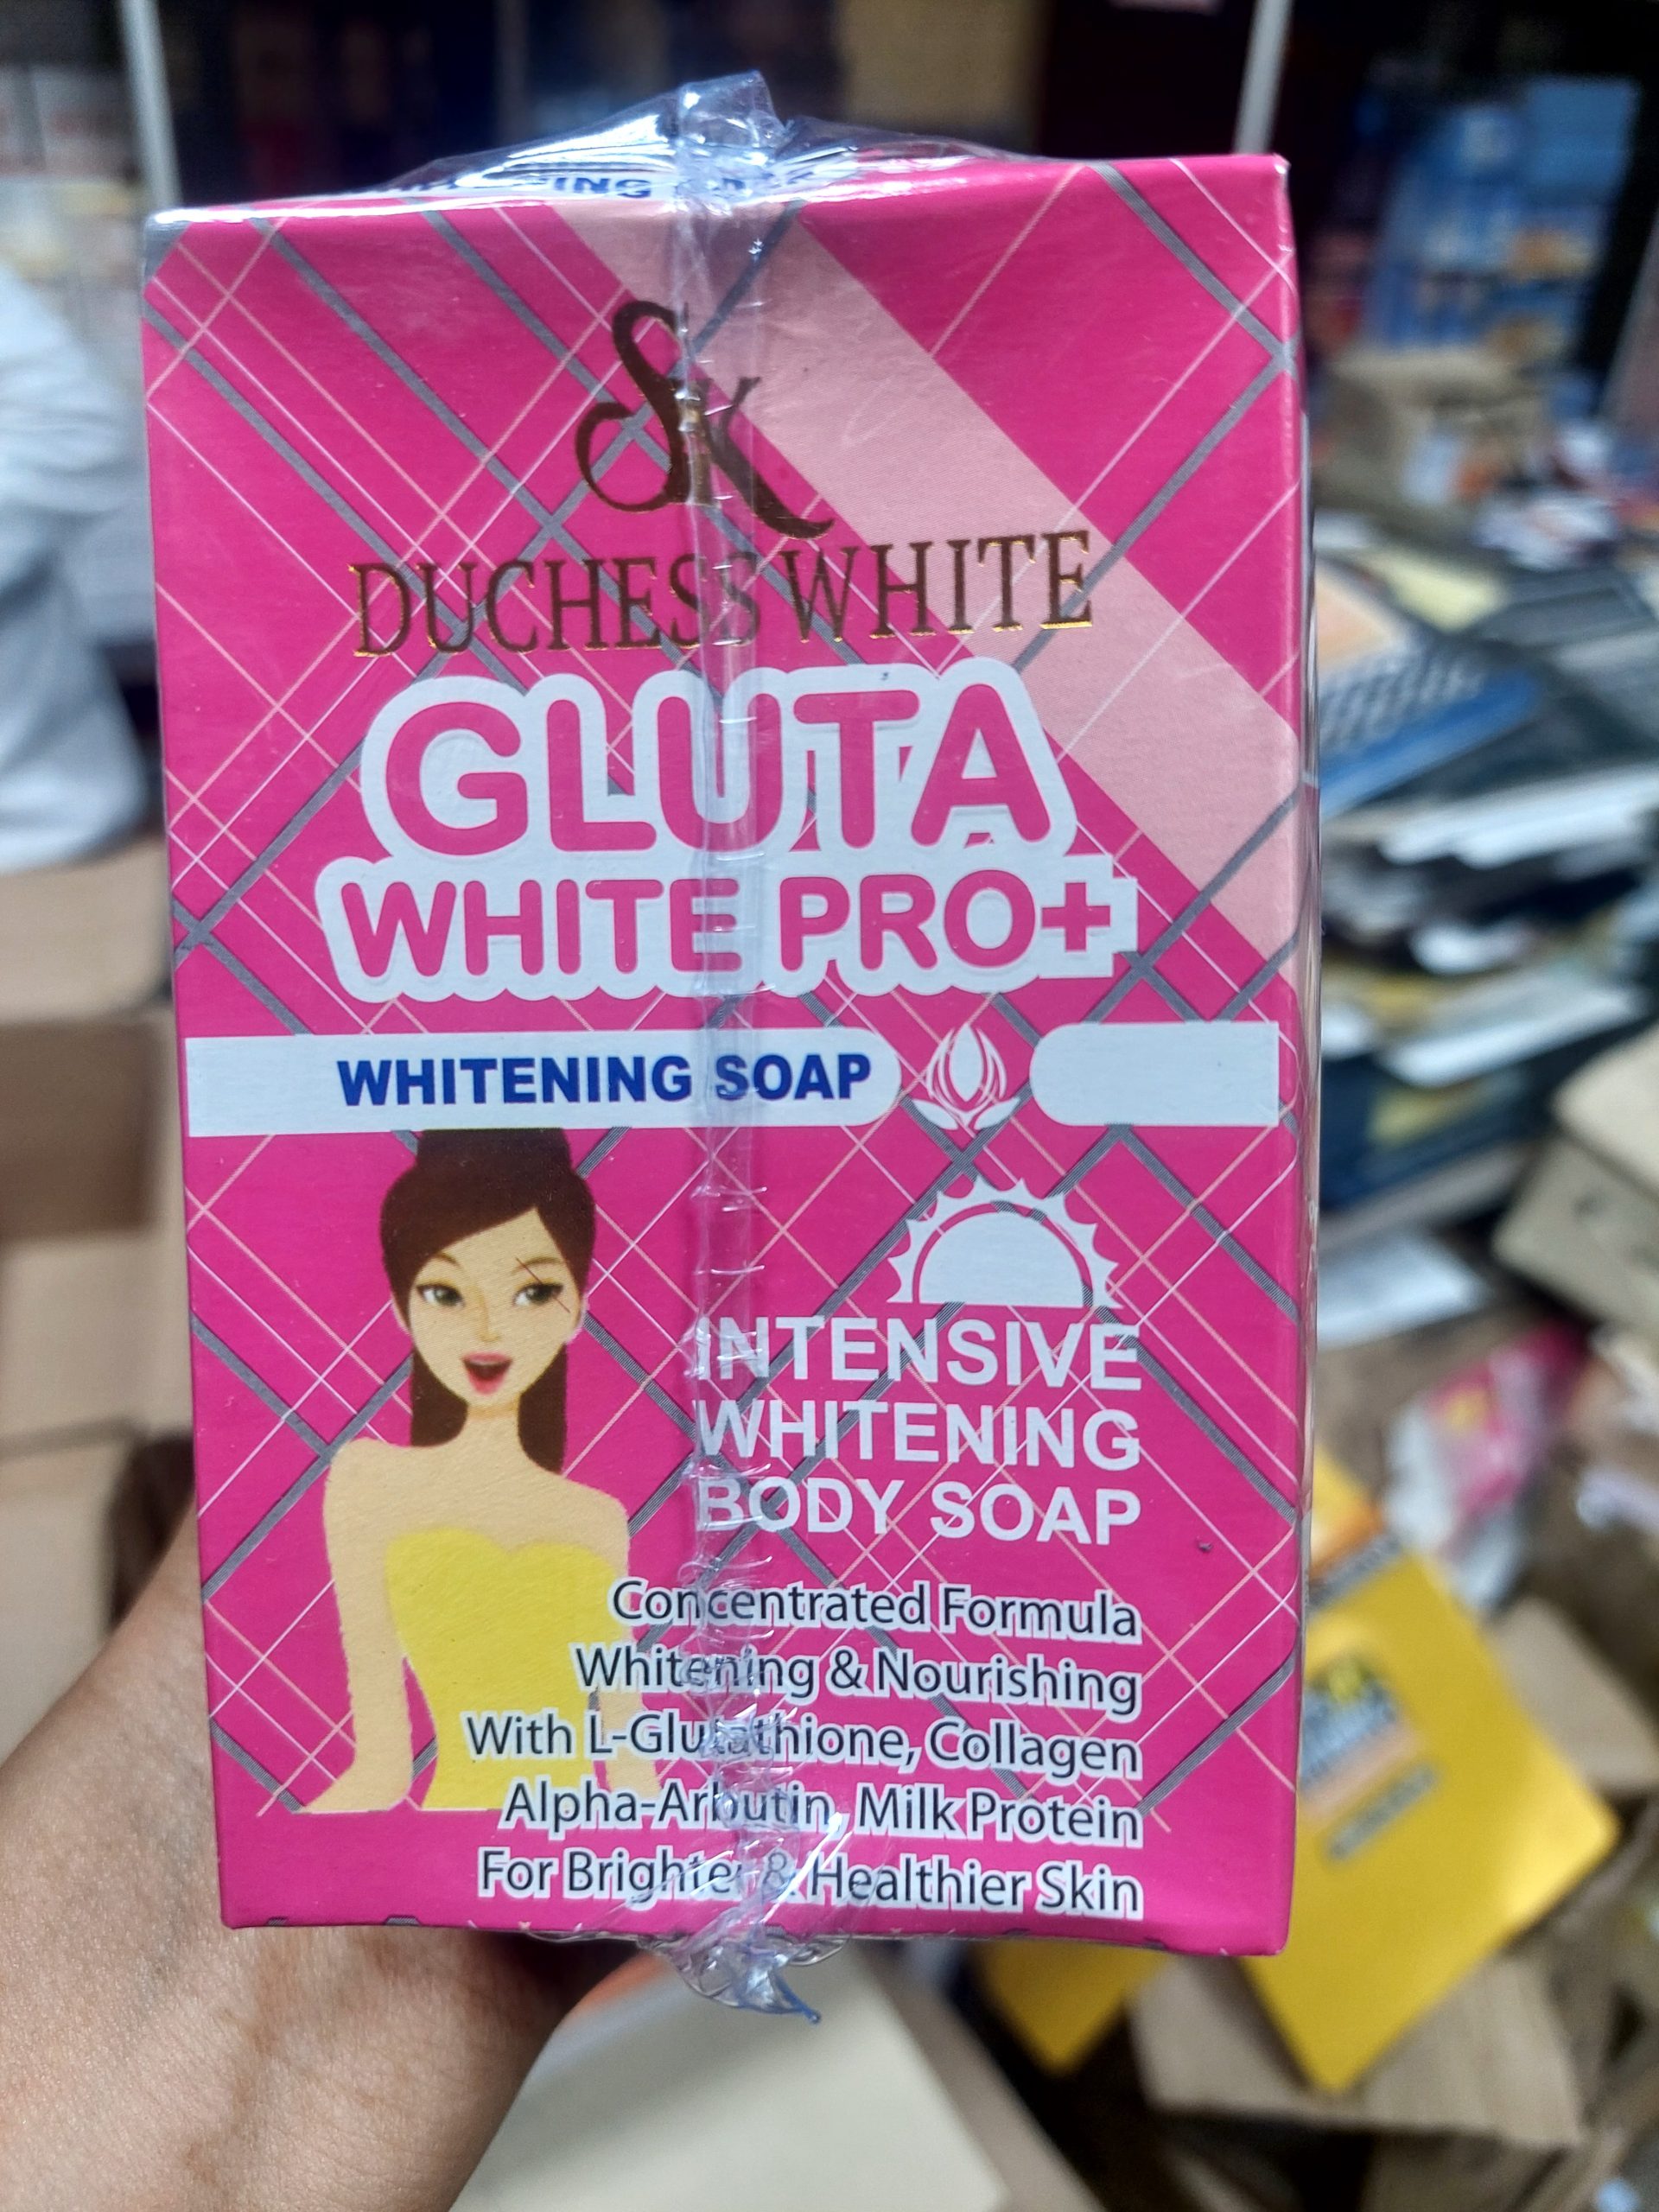 SK
DUCHESS WHITE
GLUTA
WHITE PRO+
WHITENING SOAP
INTENSIVE
WHITENING
BODY SOAP
Concentrated Formula
Whitening & Nourishing
With L-Glutathione, Collagen
Alpha-Arbutin, Milk Protein
For Brighter & Healthier Skin